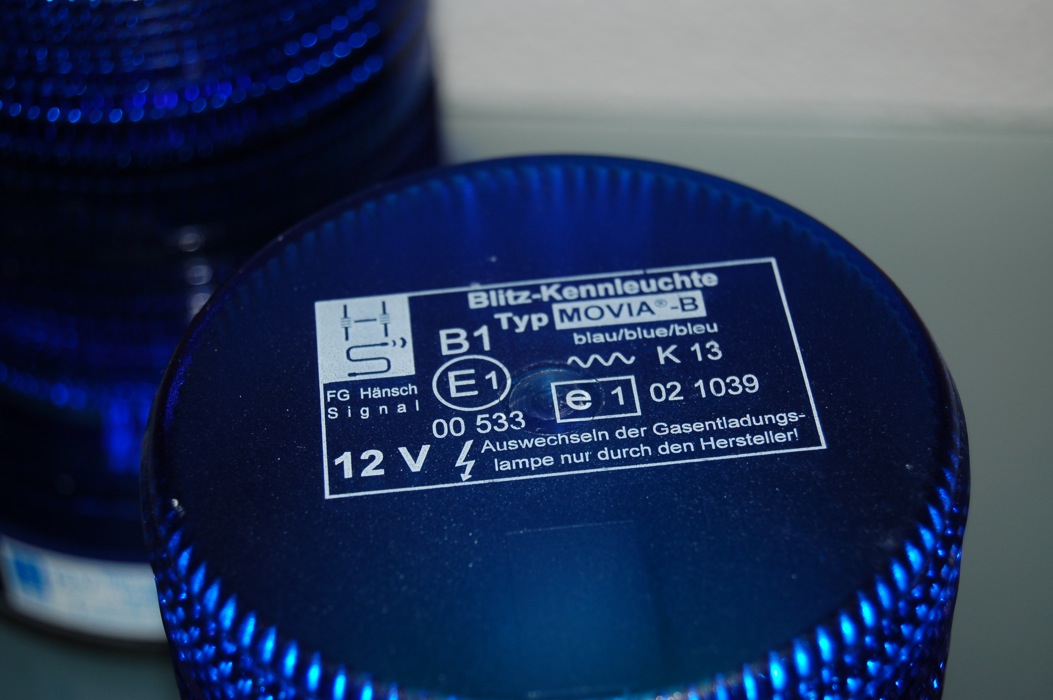 Blitz-Kennleuchte
Typ MOVIA®-B
blau/blue/bleu
HS
FG Hänsch
Signal
B1
E1
00 533
K 13
e 1 02 1039
12 V
Auswechseln der Gasentladungs-
lampe nur durch den Hersteller!